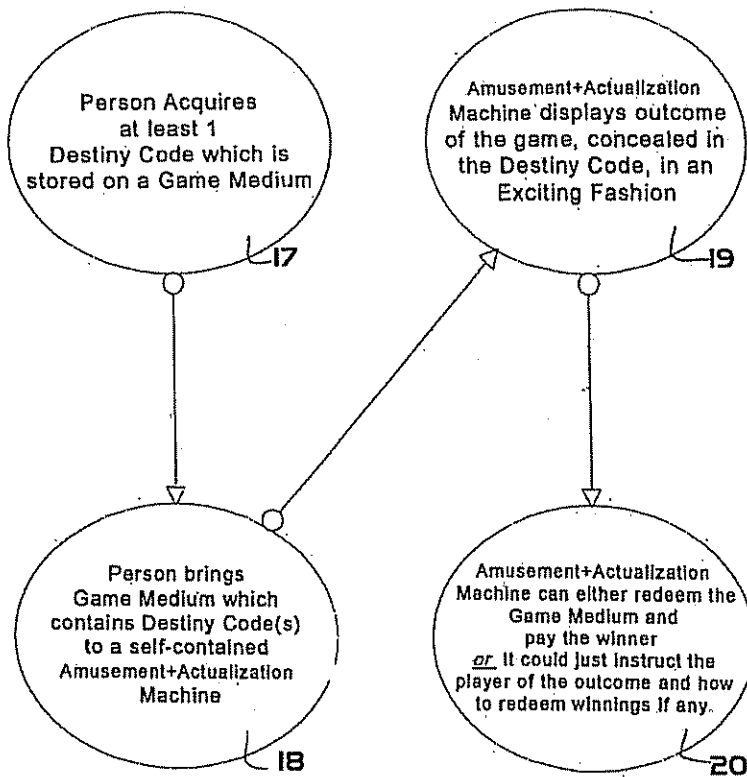 Person Acquires
at least 1
Destiny Code which is
stored on a Game Medium
17
Person brings
Game Medium which
contains Destiny Code(s)
to a self-contained
Amusement+Actualization
Machine
18
Amusement+Actualization
Machine displays outcome
of the game, concealed in
the Destiny Code, in an
Exciting Fashion
19
Amusement+Actualization
Machine can either redeem the
Game Medium and
pay the winner
or it could just instruct the
player of the outcome and how
to redeem winnings if any.
20